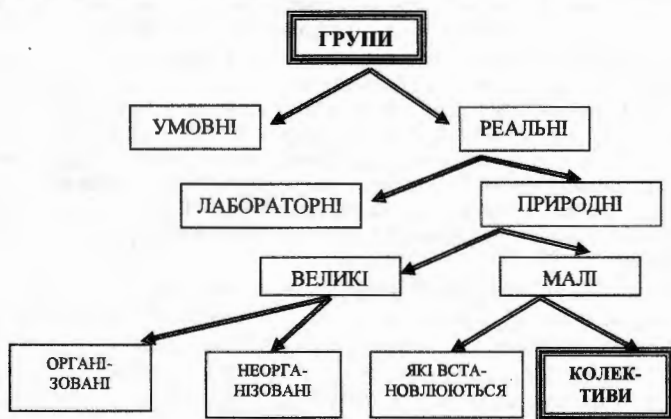 ГРУПИ
УМОВНІ
РЕАЛЬНІ
ЛАБОРАТОРНІ
ПРИРОДНІ
ВЕЛИКІ
МАЛІ
ОРГАНІ-
ЗОВАНІ
НЕОРГА-
НІЗОВАНІ
ЯКІ ВСТА-
НОВЛЮЮТЬСЯ
КОЛЕК-
ТИВИ